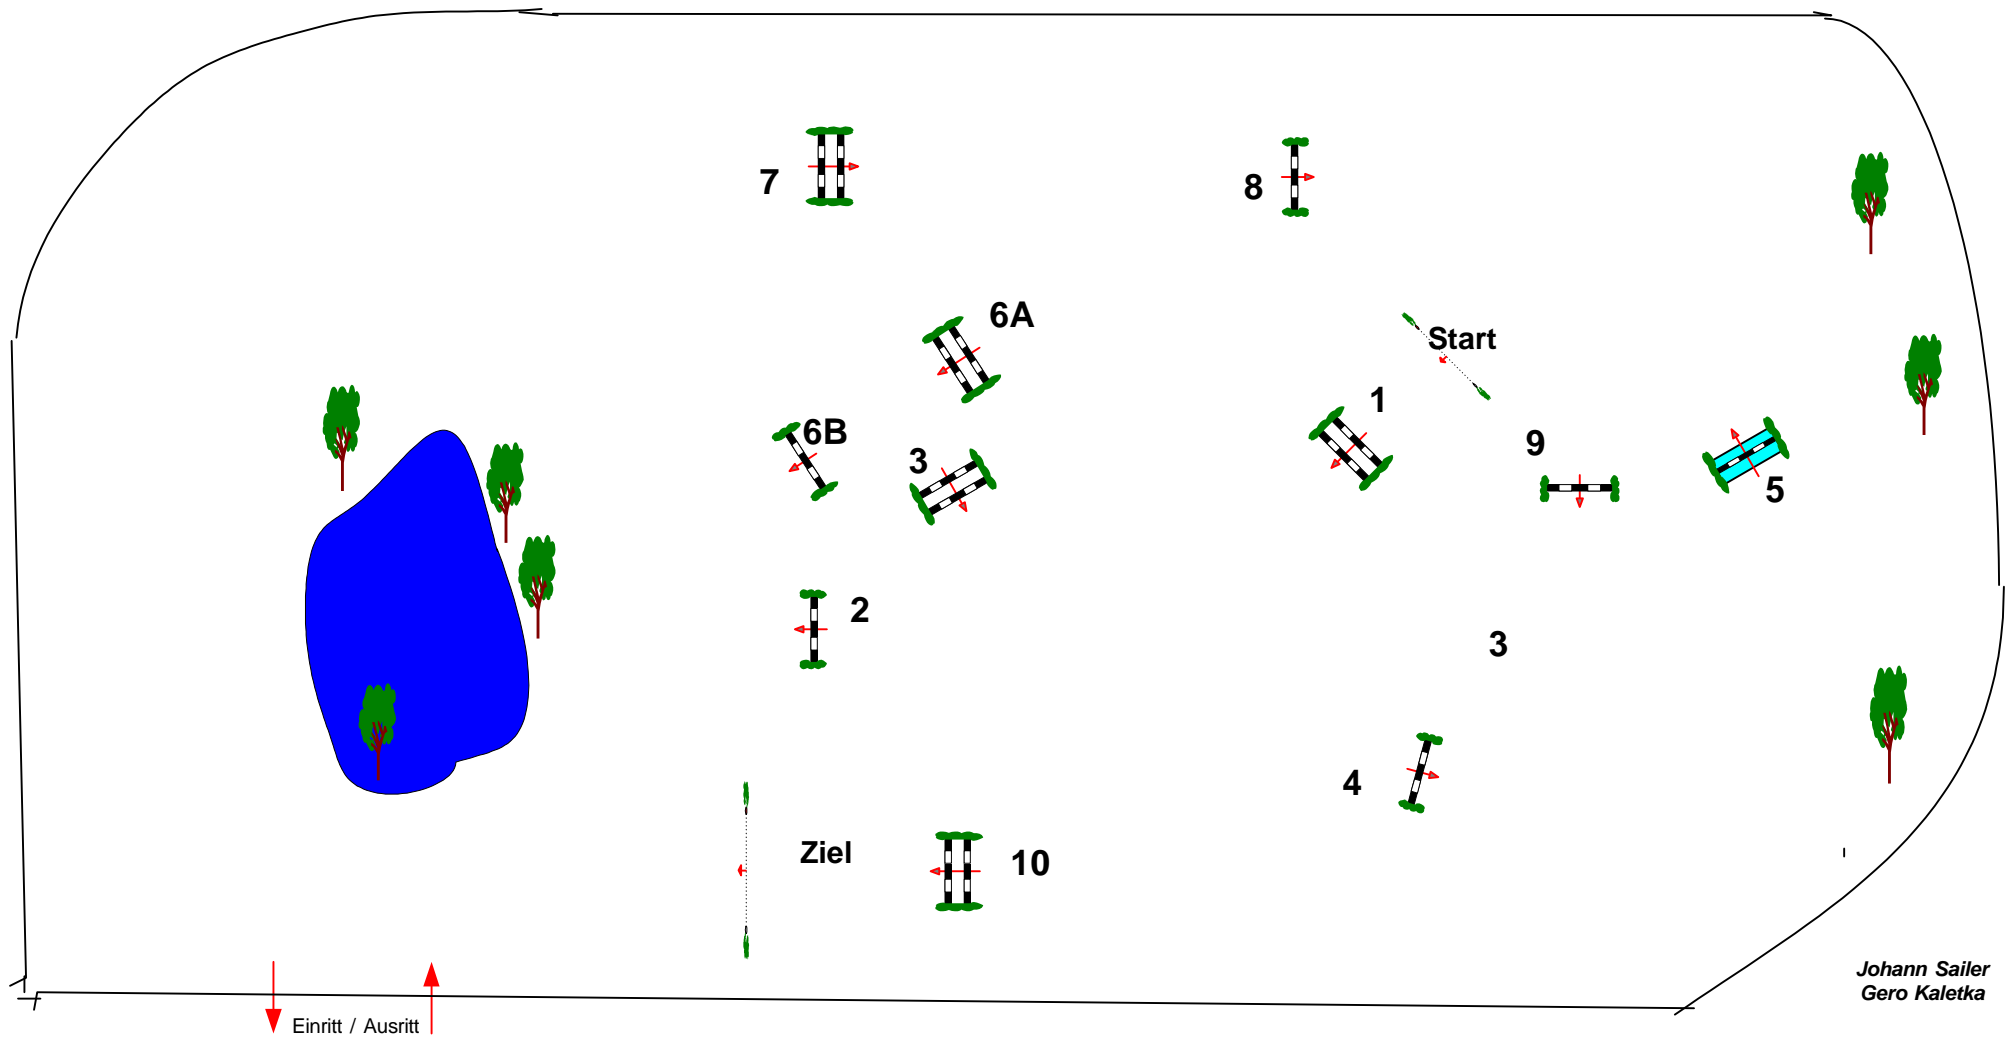 7
8
6A
Start
1
6B
9
3
5
2
3
4
Ziel
10
Johann Sailer
Gero Kaletka
Einritt / Ausritt